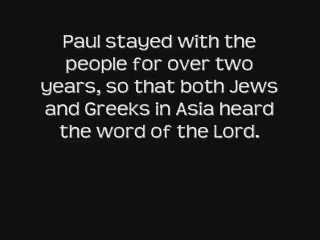 Paul stayed with the
people for over two
years, so that both Jews
and Greeks in Asia heard
the word of the Lord.